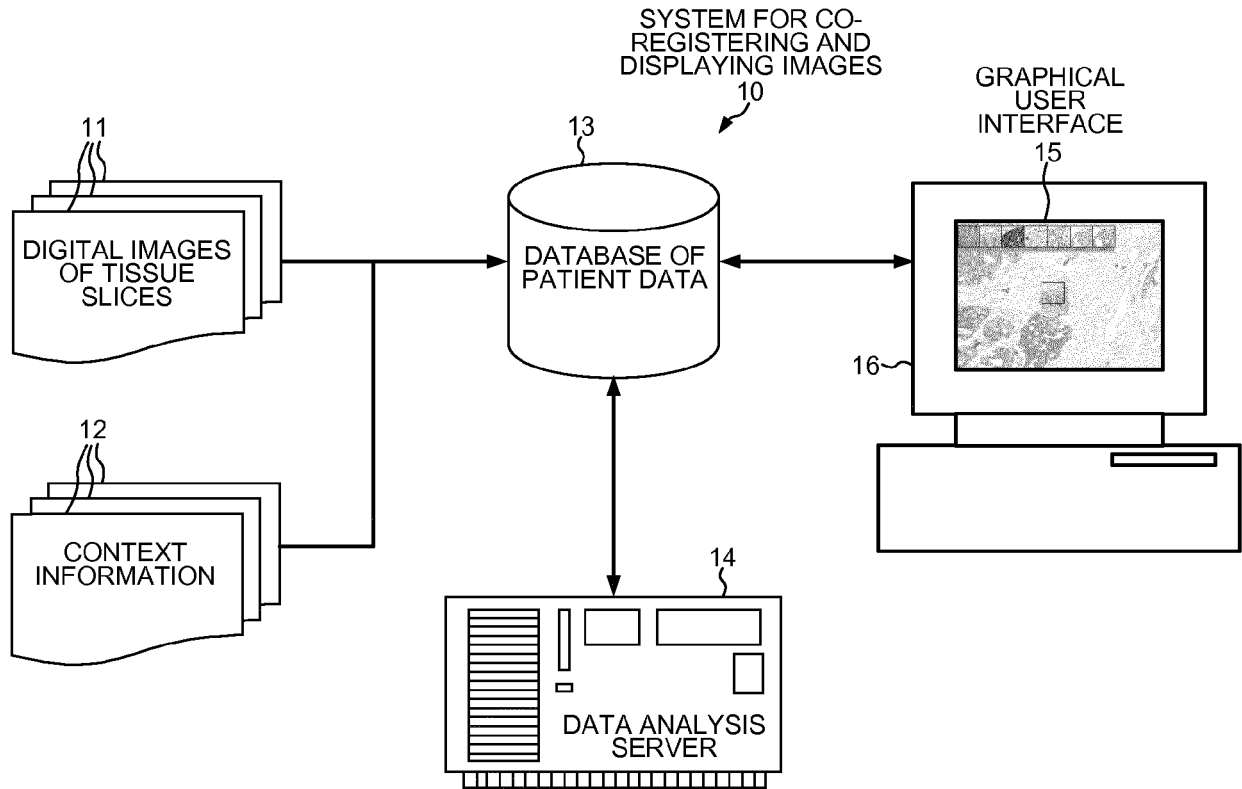 SYSTEM FOR CO-
REGISTERING AND
DISPLAYING IMAGES
10
GRAPHICAL
USER
INTERFACE
15
11
13
DIGITAL IMAGES
OF TISSUE
SLICES
DATABASE OF
PATIENT DATA
16
12
CONTEXT
INFORMATION
14
DATA ANALYSIS
SERVER